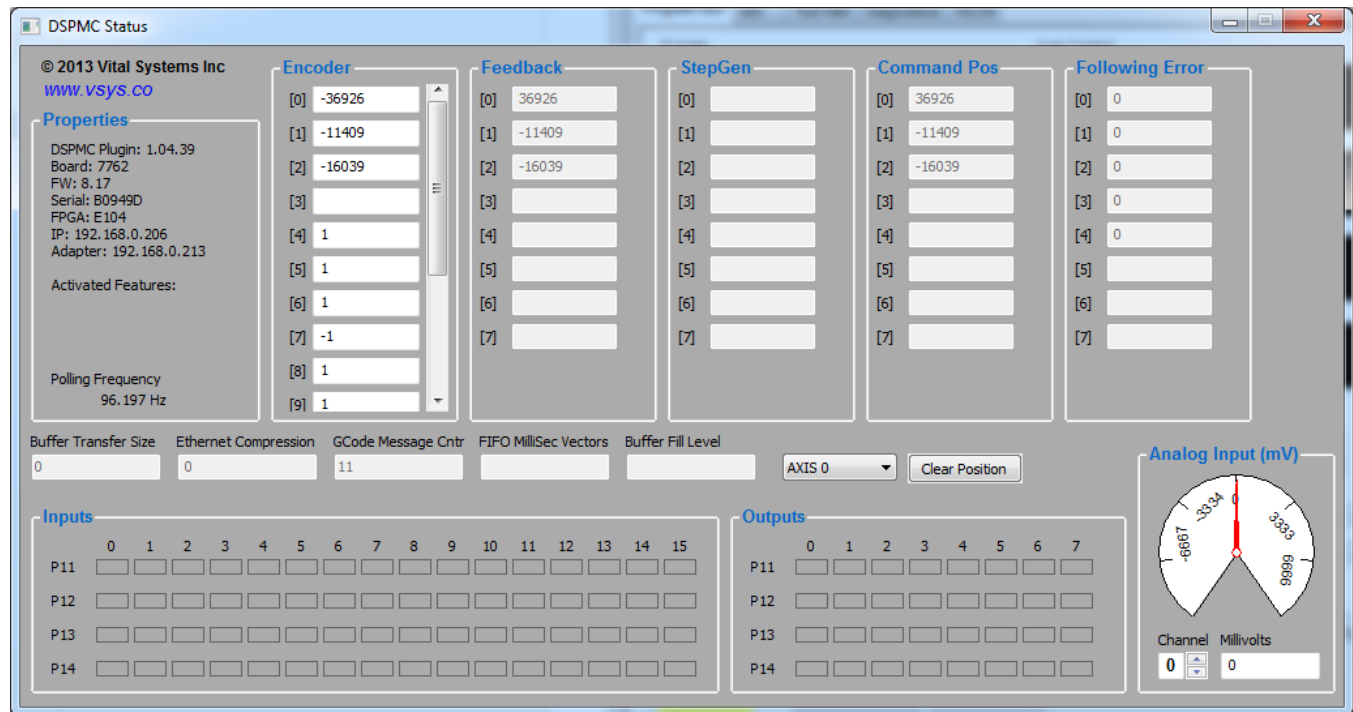 DSPMC Status
© 2013 Vital Systems Inc
www.vsys.co
Properties
DSPMC Plugin: 1.04.39
Board: 7762
FW: 8.17
Serial: B0949D
FPGA: E104
IP: 192.168.0.206
Adapter: 192.168.0.213
Activated Features:
Polling Frequency
96.197 Hz
Encoder
[0] -36926
[1] -11409
[2] -16039
[3]
[4] 1
[5] 1
[6] 1
[7] -1
[8] 1
[9] 1
Feedback
[0] 36926
[1] -11409
[2] -16039
[3]
[4]
[5]
[6]
[7]
StepGen
[0]
[1]
[2]
[3]
[4]
[5]
[6]
[7]
Command Pos
[0] 36926
[1] -11409
[2] -16039
[3]
[4]
[5]
[6]
[7]
Following Error
[0] 0
[1] 0
[2] 0
[3] 0
[4] 0
[5]
[6]
[7]
Buffer Transfer Size Ethernet Compression GCode Message Cntr FIFO MilliSec Vectors Buffer Fill Level
0 0 11
AXIS 0 Clear Position
Inputs
0 1 2 3 4 5 6 7 8 9 10 11 12 13 14 15
P11
P12
P13
P14
Outputs
0 1 2 3 4 5 6 7
P11
P12
P13
P14
Analog Input (mV)
-6667 -3334 0 3333 9999
Channel Millivolts
0 0